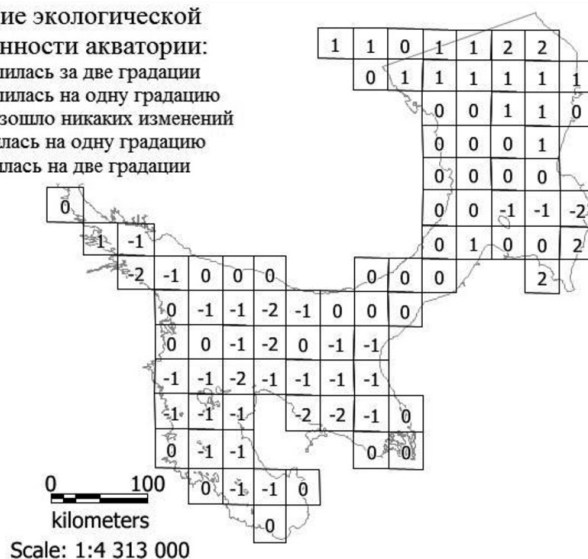 ие экологической
нности акватории:
илась за две градации
илась на одну градацию
зошло никаких изменений
лась на одну градацию
лась на две градации
1 1 0 1 1 2 2
0 1 1 1 1 1 1
0 0 1 1 0
0 0 0 1
0 0 0 0
0 0 0 -1 -1 -2
1 -1 0 1 0 0 2
-2 -1 0 0 0 0 0 0 2
0 -1 -1 -2 -1 0 0 0
0 0 -1 -2 0 -1 -1
-1 -1 -2 -1 -1 -1 -1
-1 -1 -1 -2 -2 -1 0
0 -1 -1 0 0
0 -1 -1 0
0
0 100
kilometers
Scale: 1:4 313 000